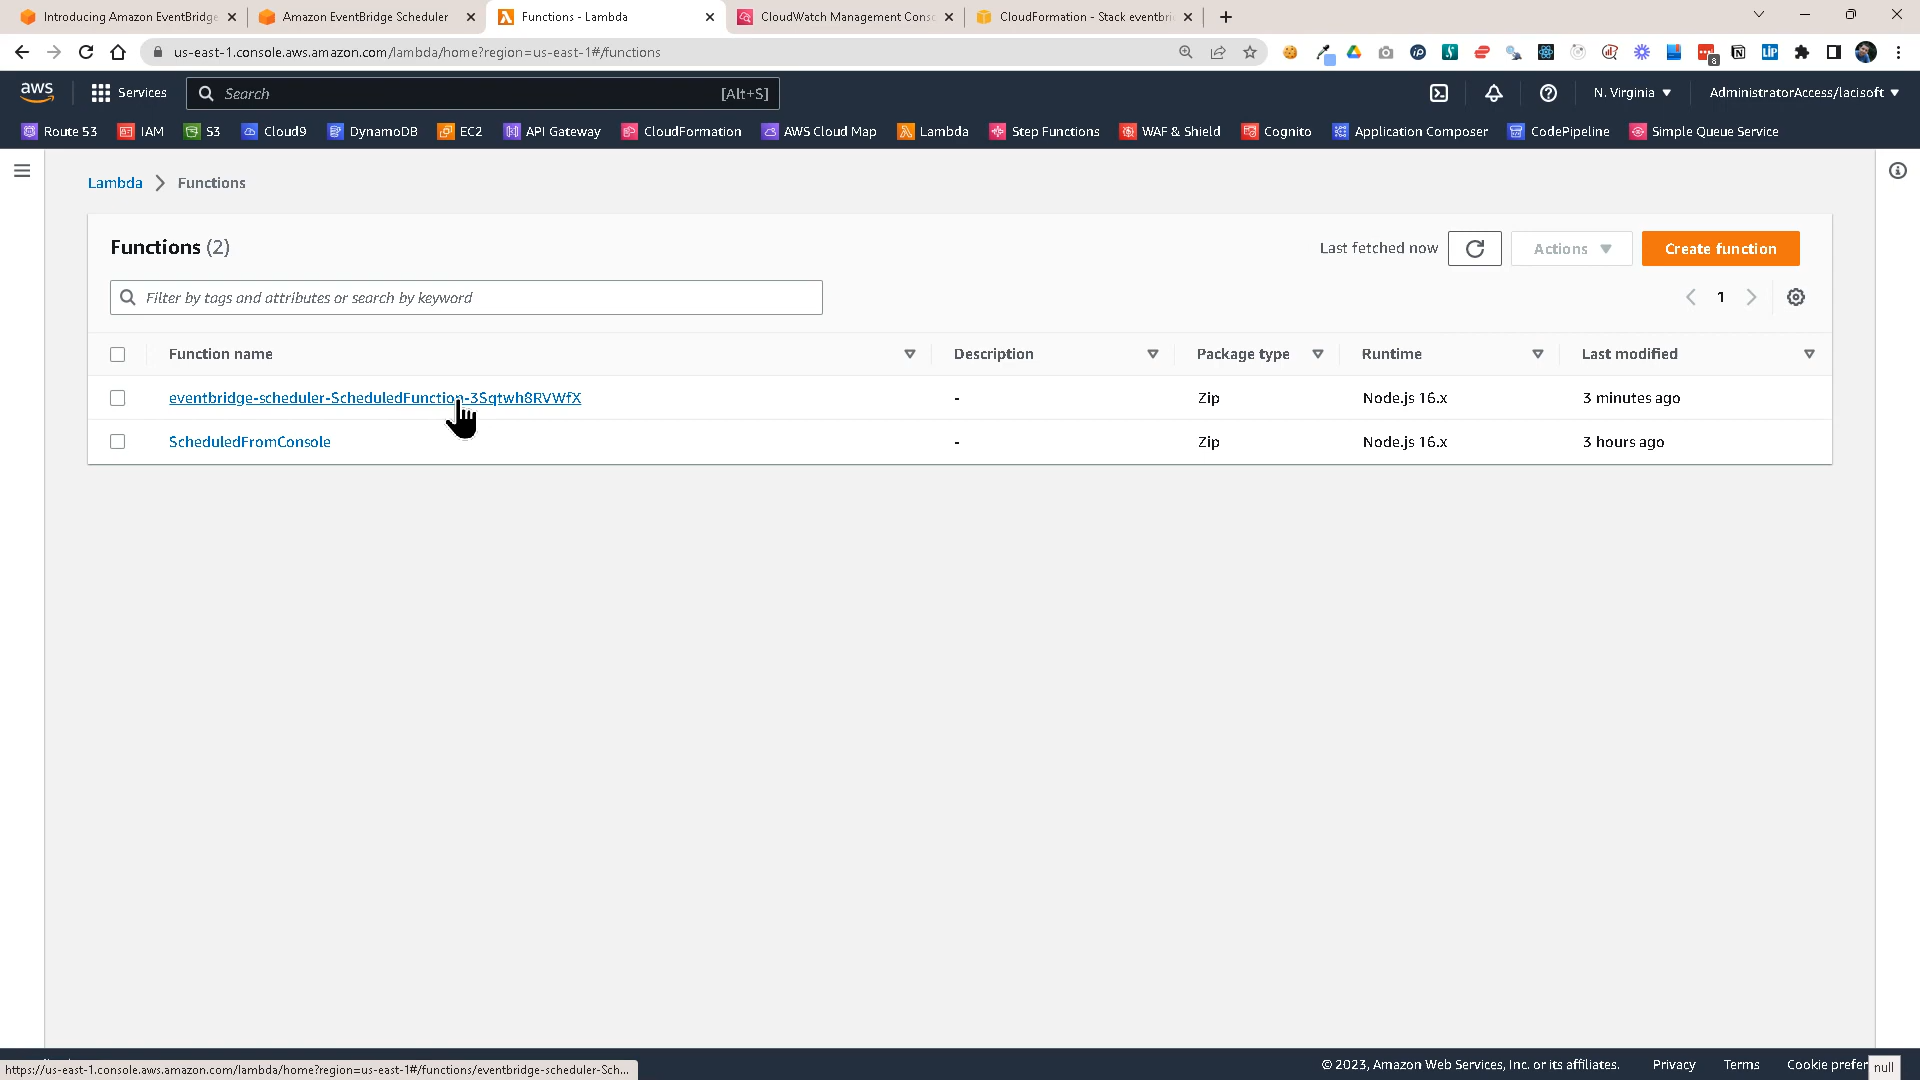 Introducing Amazon EventBridge
Amazon EventBridge Scheduler
Functions - Lambda
CloudWatch Management Conso
CloudFormation - Stack eventbri
us-east-1.console.aws.amazon.com/lambda/home?region=us-east-1#/functions
8
aws
Services
Search
[Alt+S]
N. Virginia
AdministratorAccess/lacisoft
Route 53
IAM
S3
Cloud9
DynamoDB
EC2
API Gateway
CloudFormation
AWS Cloud Map
Lambda
Step Functions
WAF & Shield
Cognito
Application Composer
CodePipeline
Simple Queue Service
Lambda
Functions
Functions (2)
Last fetched now
Actions
Create function
Filter by tags and attributes or search by keyword
1
Function name
Description
Package type
Runtime
Last modified
eventbridge-scheduler-ScheduledFunction-3Sqtwh8RVWfX
-
Zip
Node.js 16.x
3 minutes ago
ScheduledFromConsole
-
Zip
Node.js 16.x
3 hours ago
https://us-east-1.console.aws.amazon.com/lambda/home?region=us-east-1#/functions/eventbridge-scheduler-Sch...
© 2023, Amazon Web Services, Inc. or its affiliates.
Privacy
Terms
Cookie prefer
null